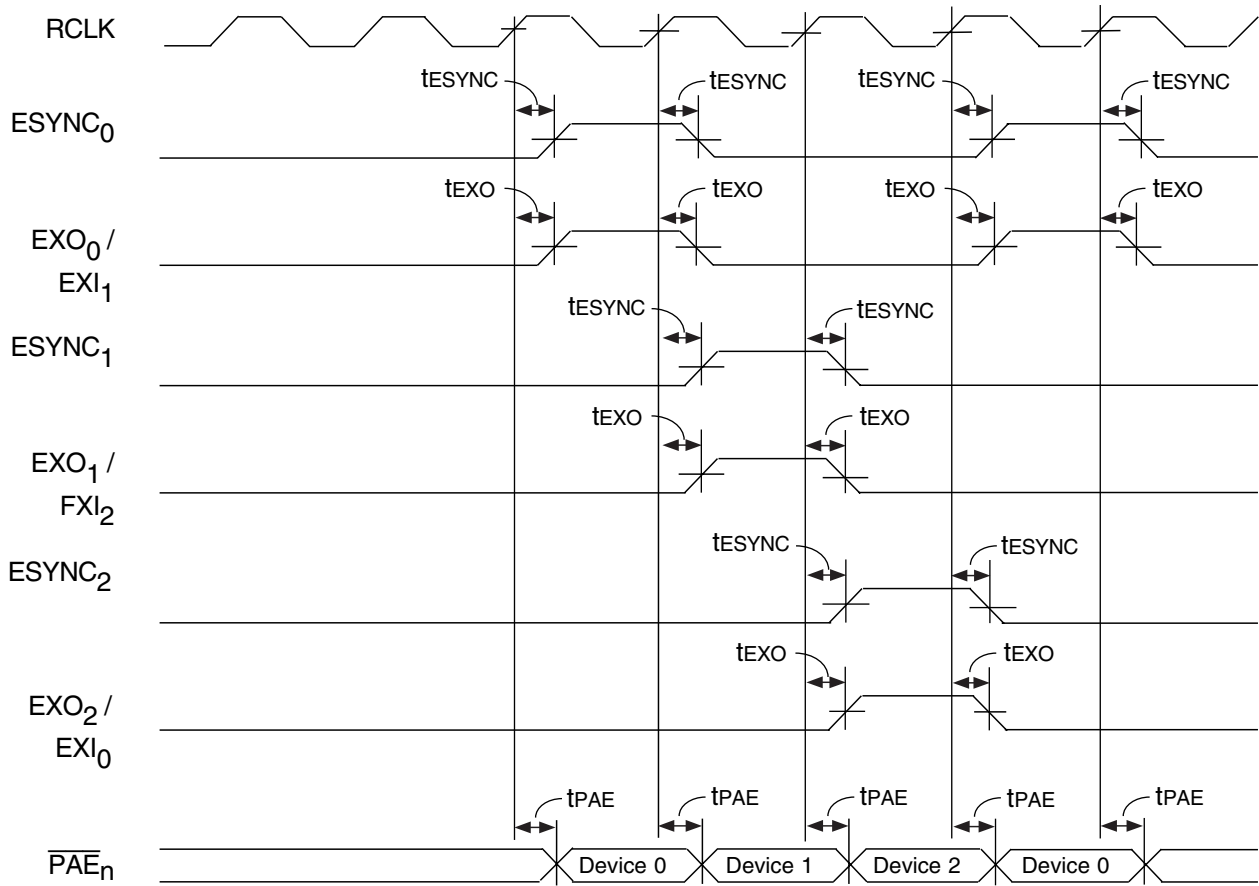 RCLK
tESYNC tESYNC tESYNC tESYNC
ESYNC0
tEXO tEXO tEXO tEXO
EXO0 /
EXI1
tESYNC tESYNC
ESYNC1
tEXO tEXO
EXO1 /
FXI2
tESYNC tESYNC
ESYNC2
tEXO tEXO
EXO2 /
EXI0
tPAE tPAE tPAE tPAE tPAE
PAEn Device 0 Device 1 Device 2 Device 0